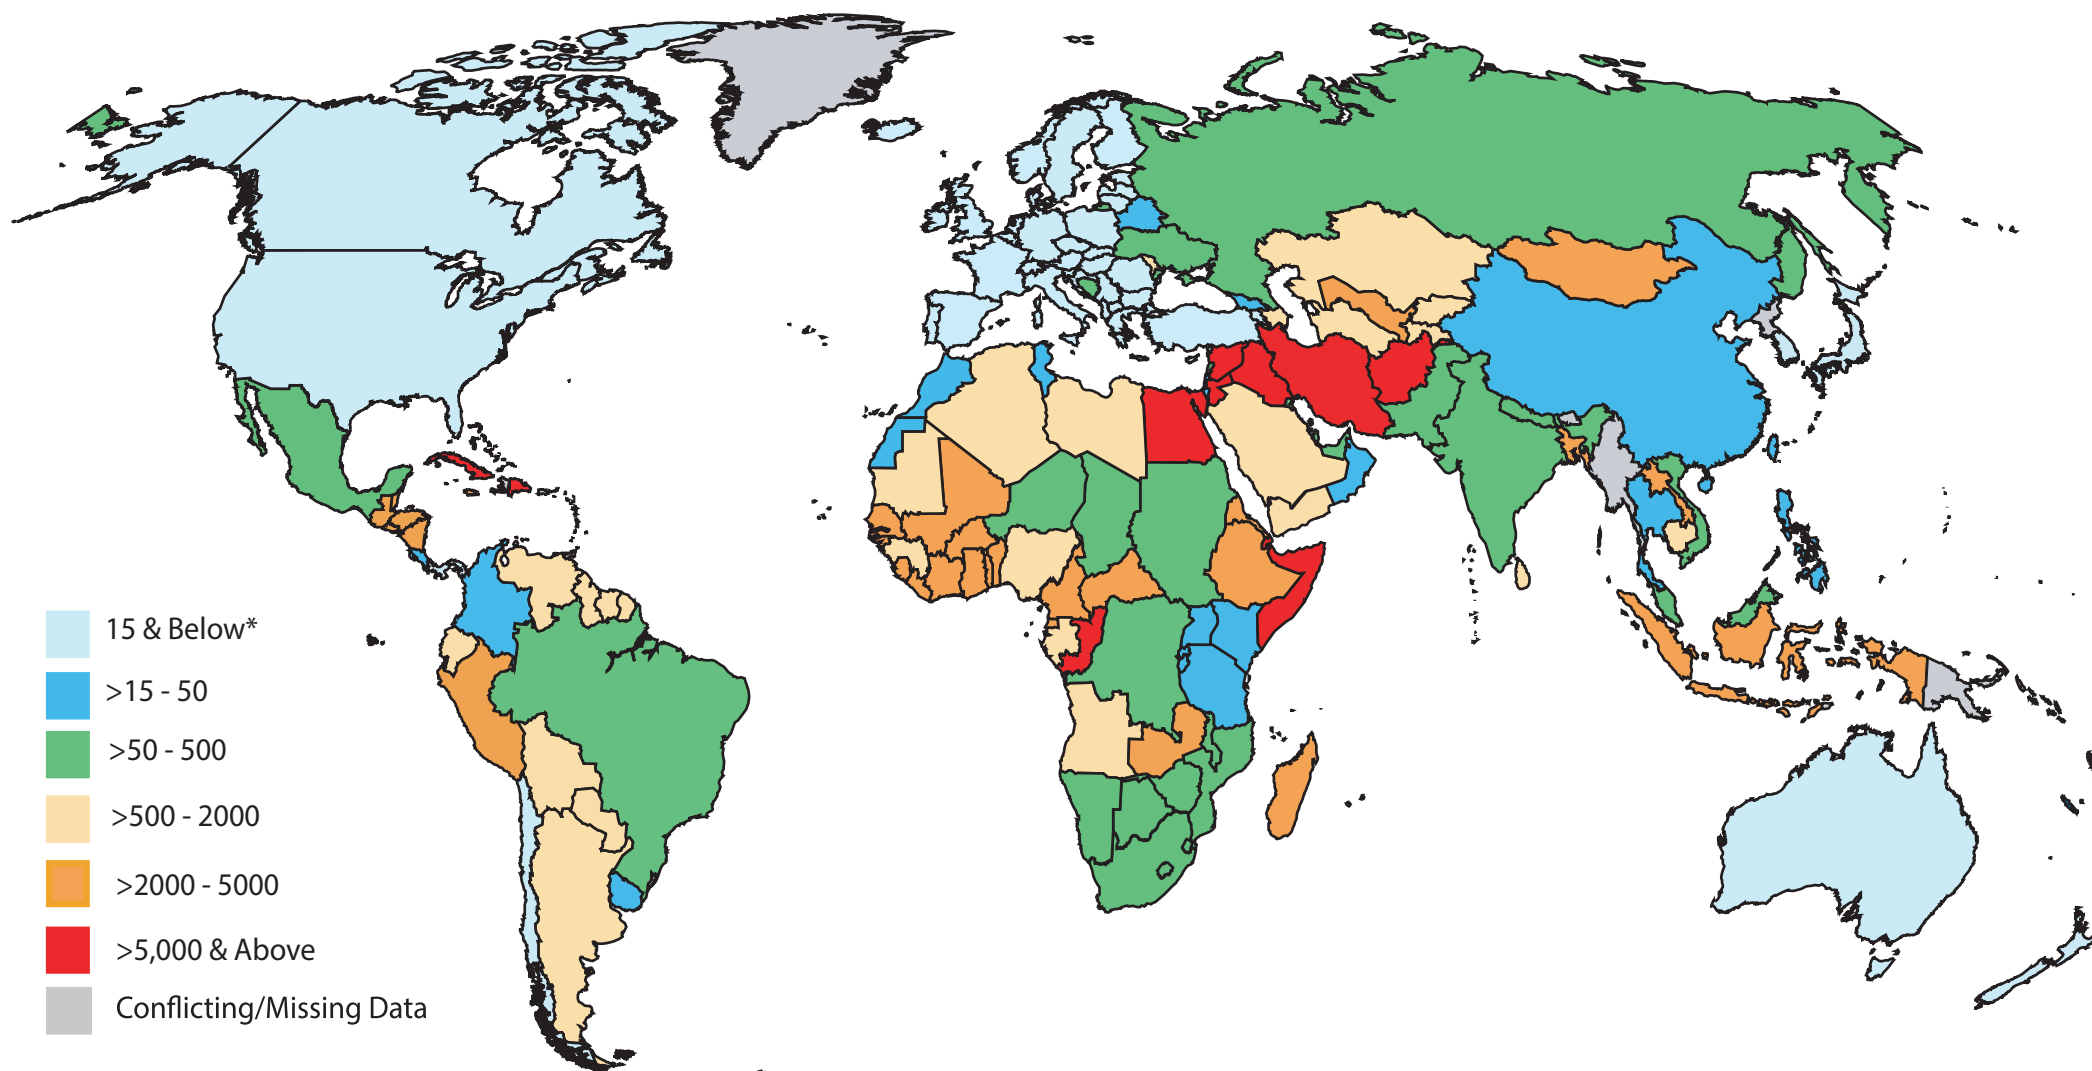 15 & Below*
>15 - 50
>50 - 500
>500 - 2000
>2000 - 5000
>5,000 & Above
Conflicting/Missing Data